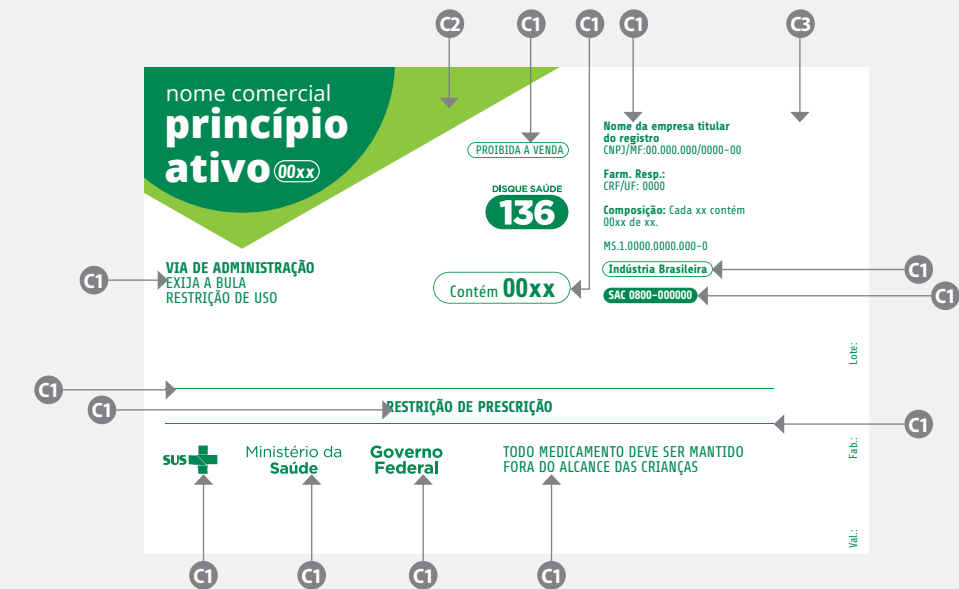 C2
C1
C1
C1
C3
nome comercial
princípio
ativo 00xx
PROIBIDA A VENDA
DISQUE SAÚDE
136
Nome da empresa titular
do registro
CNPJ/MF:00.000.000/0000-00
Farm. Resp.:
CRF/UF: 0000
Composição: Cada xx contém
00xx de xx.
MS.1.0000.0000.000-0
Indústria Brasileira
C1
SAC 0800-000000
C1
C1
VIA DE ADMINISTRAÇÃO
EXIJA A BULA
RESTRIÇÃO DE USO
Contém 00xx
Lote:
C1
C1
RESTRIÇÃO DE PRESCRIÇÃO
C1
Fab.:
SUS
Ministério da
Saúde
Governo
Federal
TODO MEDICAMENTO DEVE SER MANTIDO
FORA DO ALCANCE DAS CRIANÇAS
Val.:
C1
C1
C1
C1